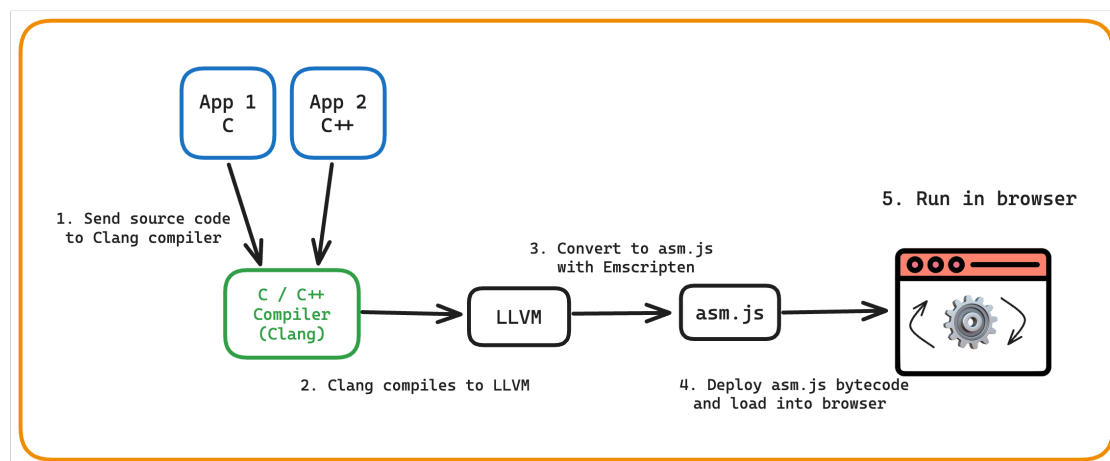 App 1
C
App 2
C++
1. Send source code
to Clang compiler
C / C++
Compiler
(Clang)
2. Clang compiles to LLVM
LLVM
3. Convert to asm.js
with Emscripten
asm.js
4. Deploy asm.js bytecode
and load into browser
5. Run in browser